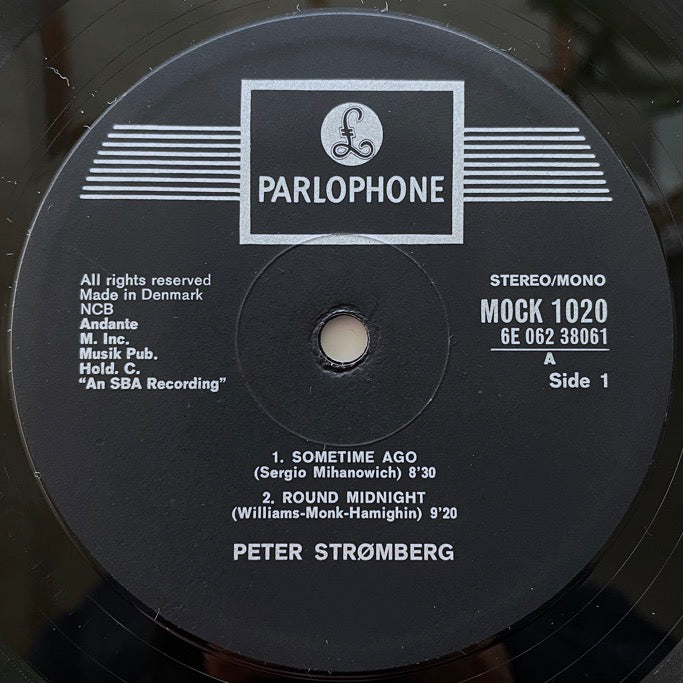 £
PARLOPHONE
All rights reserved
Made in Denmark
NCB
Andante
M. Inc.
Musik Pub.
Hold. C.
“An SBA Recording”
STEREO/MONO
MOCK 1020
6E 062 38061
A
Side 1
1. SOMETIME AGO
(Sergio Mihanowich) 8'30
2. ROUND MIDNIGHT
(Williams-Monk-Hamighin) 9'20
PETER STRØMBERG